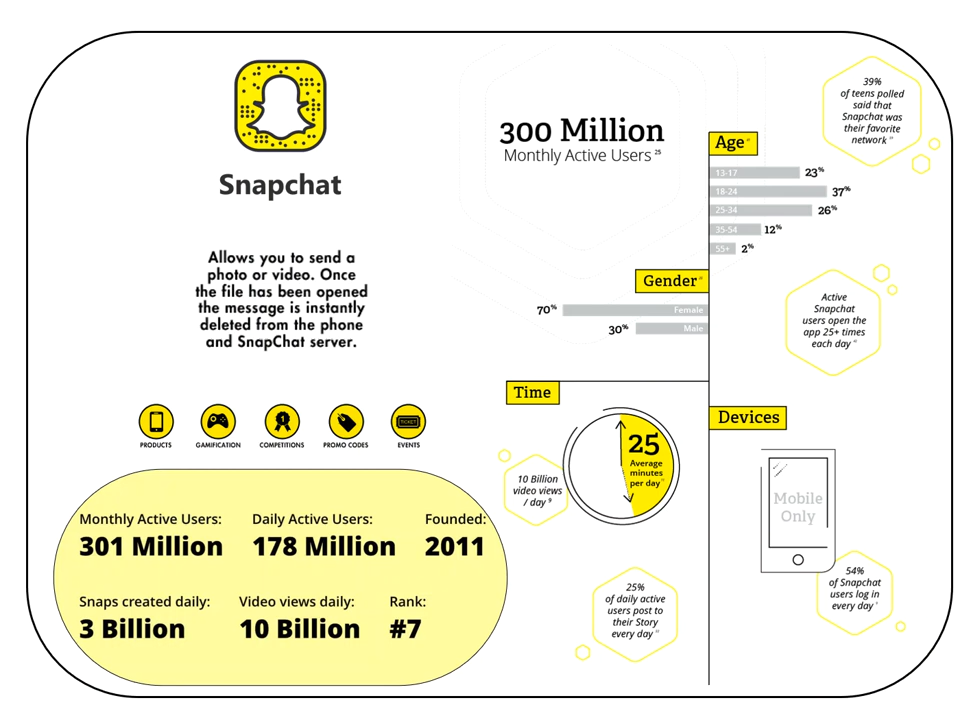 Snapchat
Allows you to send a
photo or video. Once
the file has been opened
the message is instantly
deleted from the phone
and SnapChat server.
PRODUCTS
GAMIFICATION
COMPETITIONS
PROMO CODES
TICKET
EVENTS
Monthly Active Users:
301 Million
Daily Active Users:
178 Million
Founded:
2011
Snaps created daily:
3 Billion
Video views daily:
10 Billion
Rank:
#7
300 Million
Monthly Active Users 25
Age
13-17 23%
18-24 37%
25-34 26%
35-54 12%
55+ 2%
39%
of teens polled
said that
Snapchat was
their favorite
network
Gender
70% Female
30% Male
Active
Snapchat
users open the
app 25+ times
each day
Time
25
Average
minutes
per day
10 Billion
video views
/ day 9
25%
of daily active
users post to
their Story
every day
Devices
Mobile
Only
54%
of Snapchat
users log in
every day